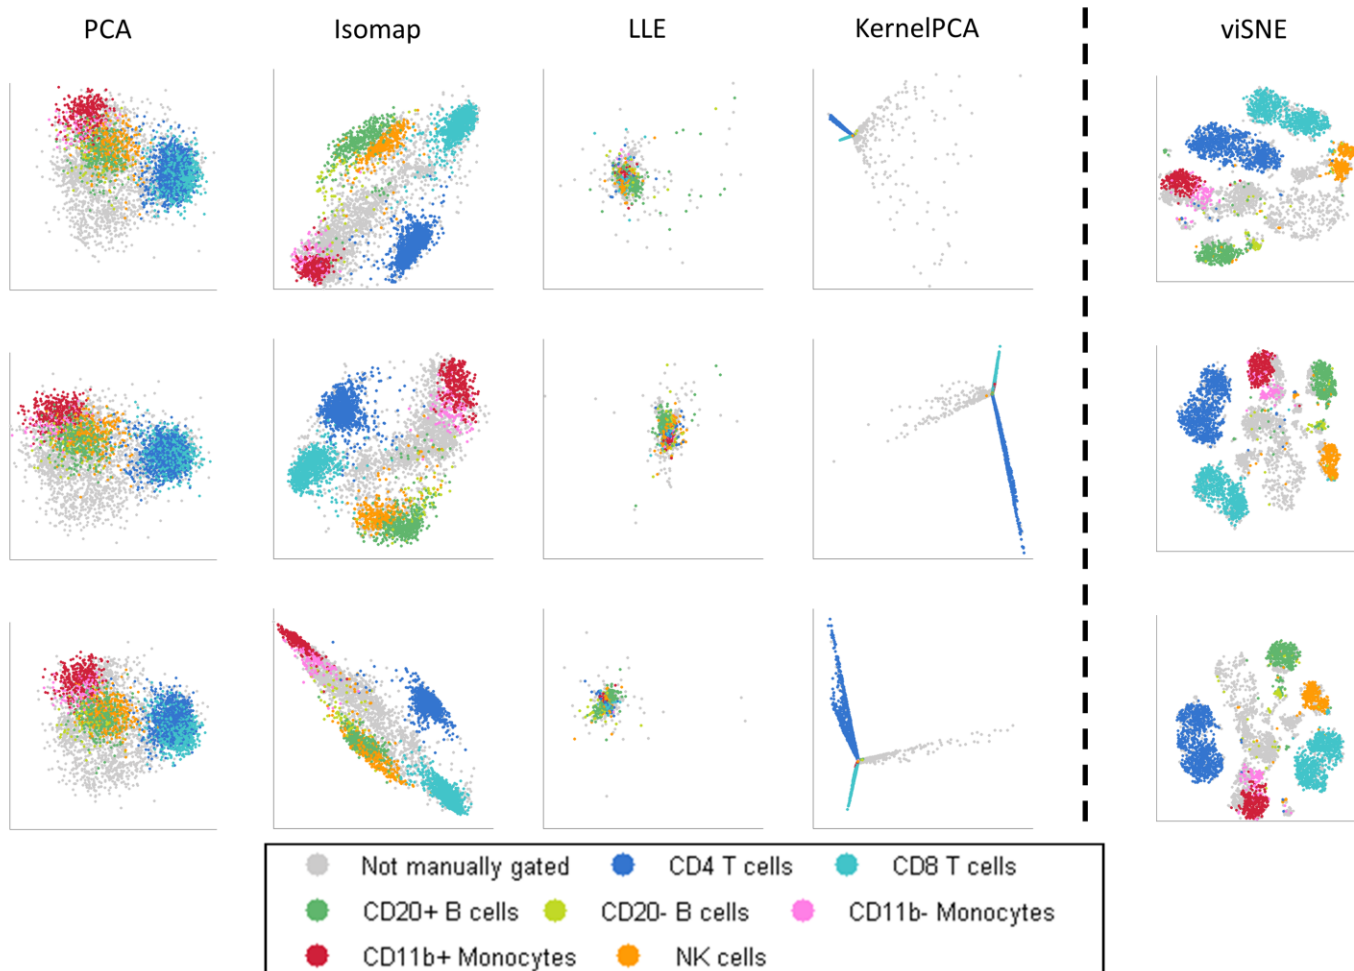 PCA Isomap LLE KernelPCA viSNE
Not manually gated CD4 T cells CD8 T cells
CD20+ B cells CD20- B cells CD11b- Monocytes
CD11b+ Monocytes NK cells